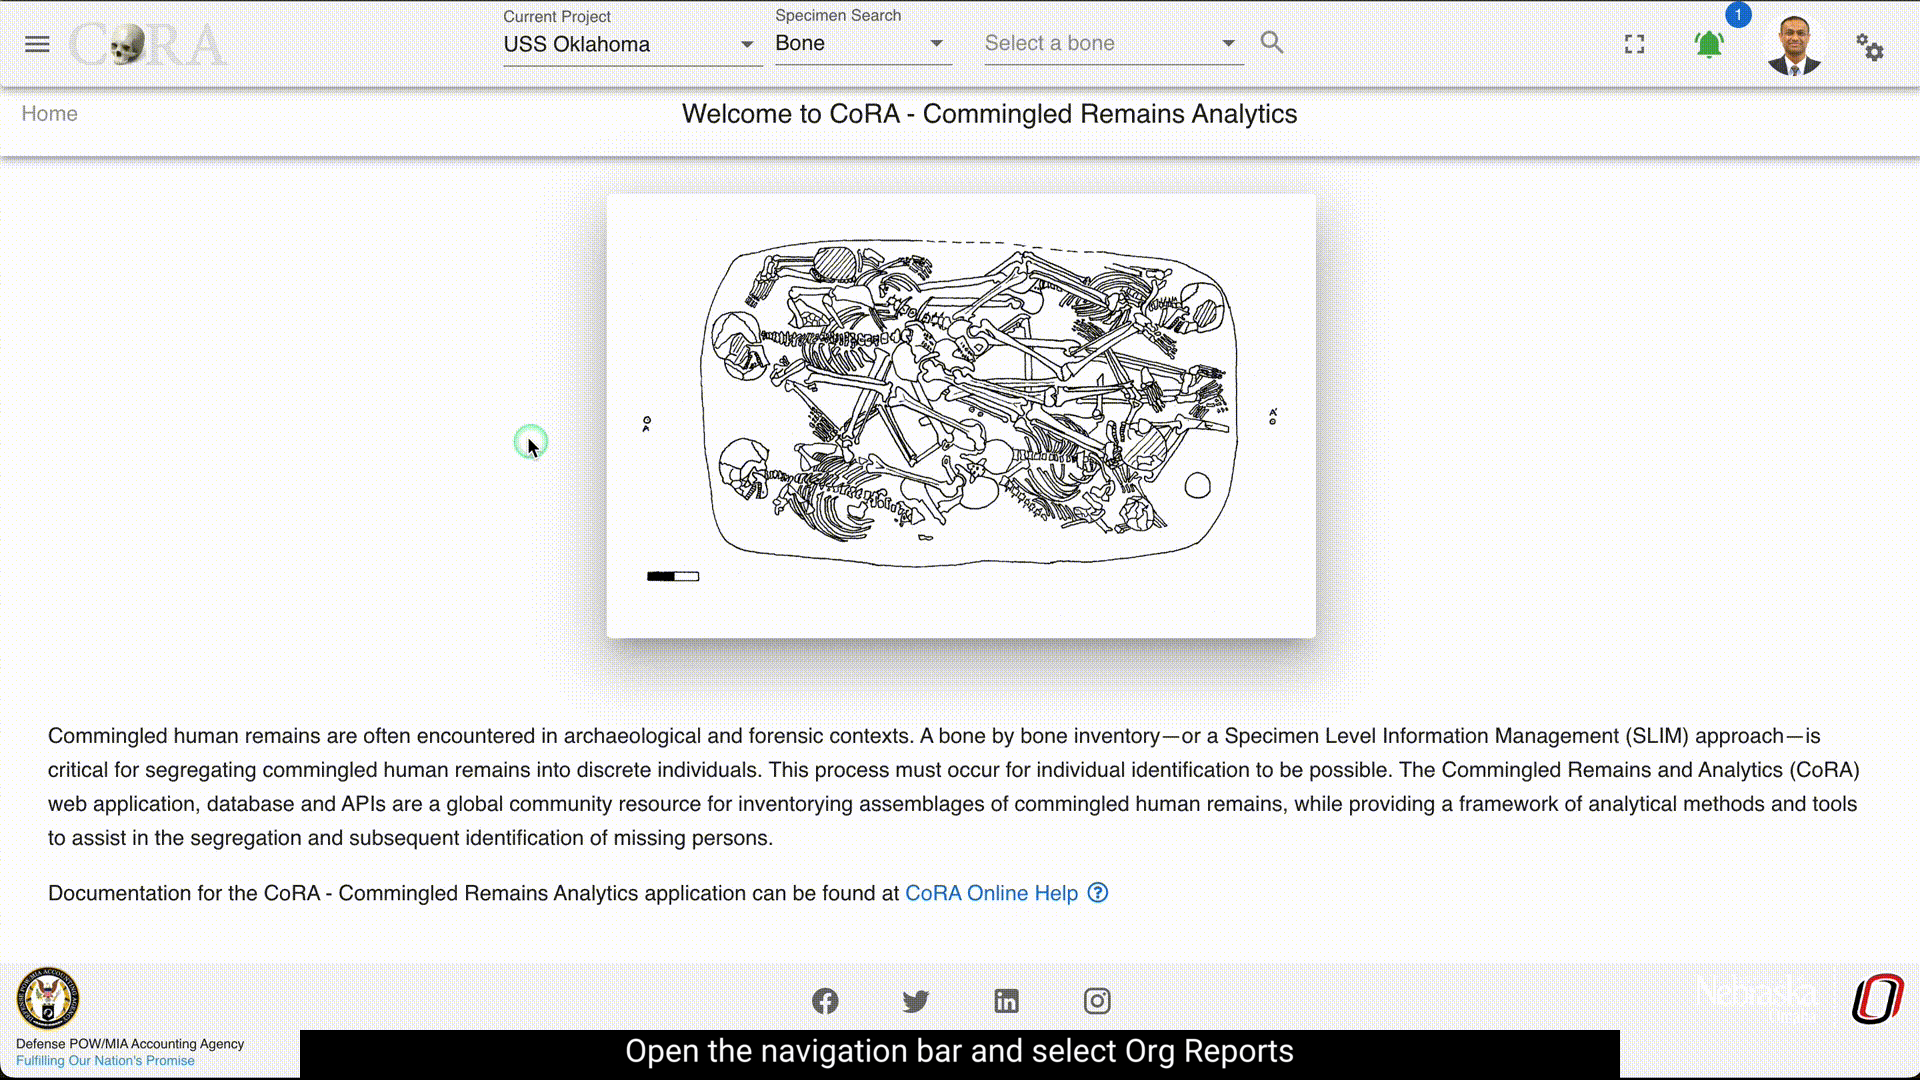 CoRA
Current Project
USS Oklahoma
Specimen Search
Bone
Select a bone
1
Home
Welcome to CoRA - Commingled Remains Analytics
Commingled human remains are often encountered in archaeological and forensic contexts. A bone by bone inventory—or a Specimen Level Information Management (SLIM) approach—is
critical for segregating commingled human remains into discrete individuals. This process must occur for individual identification to be possible. The Commingled Remains and Analytics (CoRA)
web application, database and APIs are a global community resource for inventorying assemblages of commingled human remains, while providing a framework of analytical methods and tools
to assist in the segregation and subsequent identification of missing persons.
Documentation for the CoRA - Commingled Remains Analytics application can be found at CoRA Online Help
Nebraska
Omaha
Defense POW/MIA Accounting Agency
Fulfilling Our Nation's Promise
Open the navigation bar and select Org Reports